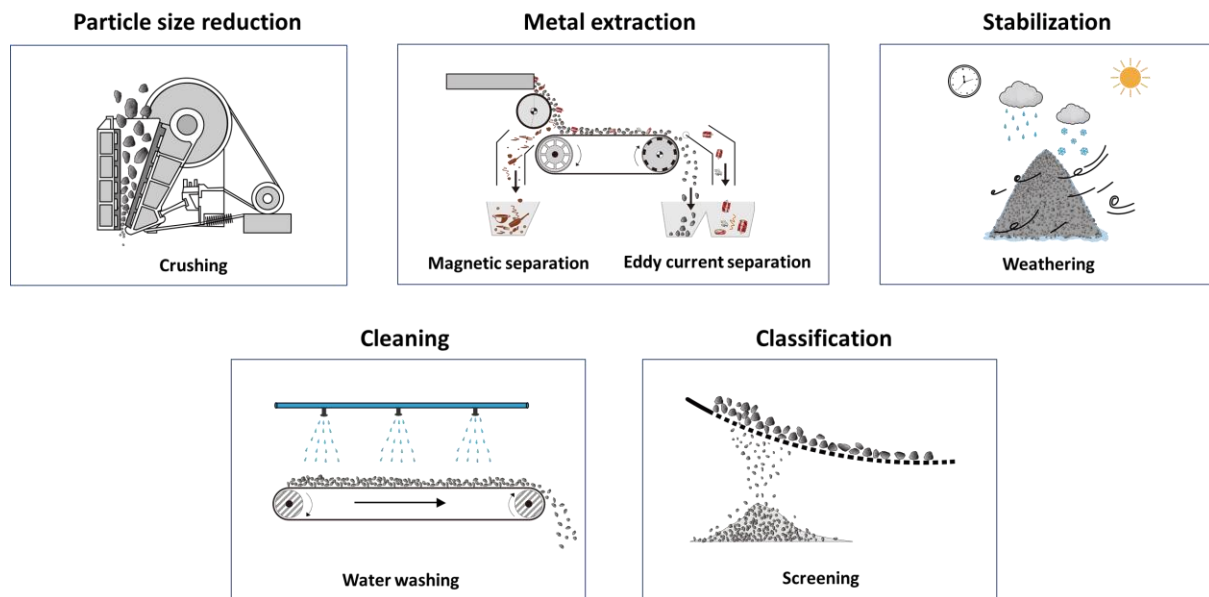 Particle size reduction
Metal extraction
Stabilization
Crushing
Magnetic separation
Eddy current separation
Weathering
Cleaning
Classification
Water washing
Screening